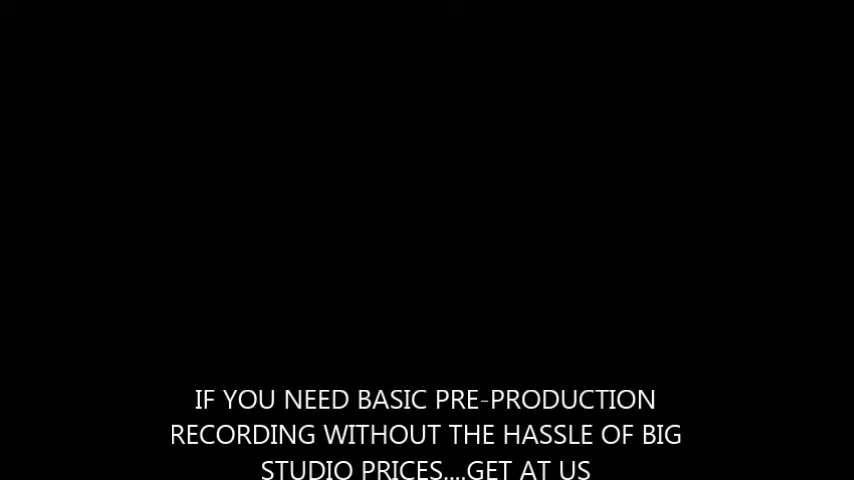 IF YOU NEED BASIC PRE-PRODUCTION
RECORDING WITHOUT THE HASSLE OF BIG
STUDIO PRICES....GET AT US